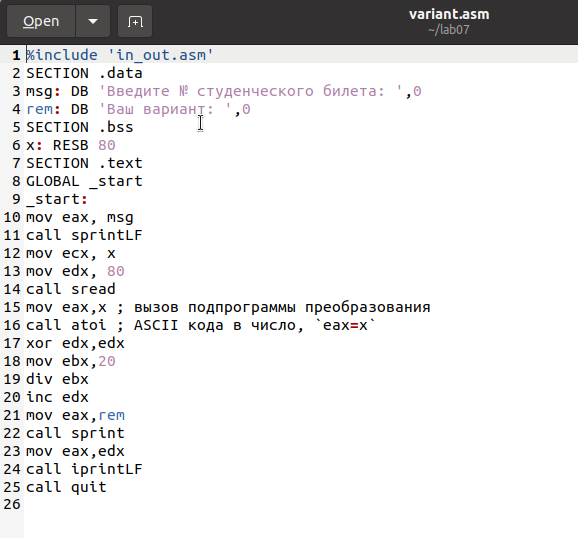 Open
variant.asm
~/lab07
1 %include 'in_out.asm'
2 SECTION .data
3 msg: DB 'Введите № студенческого билета: ',0
4 rem: DB 'Ваш вариант: ',0
5 SECTION .bss
6 x: RESB 80
7 SECTION .text
8 GLOBAL _start
9 _start:
10 mov eax, msg
11 call sprintLF
12 mov ecx, x
13 mov edx, 80
14 call sread
15 mov eax,x ; вызов подпрограммы преобразования
16 call atoi ; ASCII кода в число, `eax=x`
17 xor edx,edx
18 mov ebx,20
19 div ebx
20 inc edx
21 mov eax,rem
22 call sprint
23 mov eax,edx
24 call iprintLF
25 call quit
26